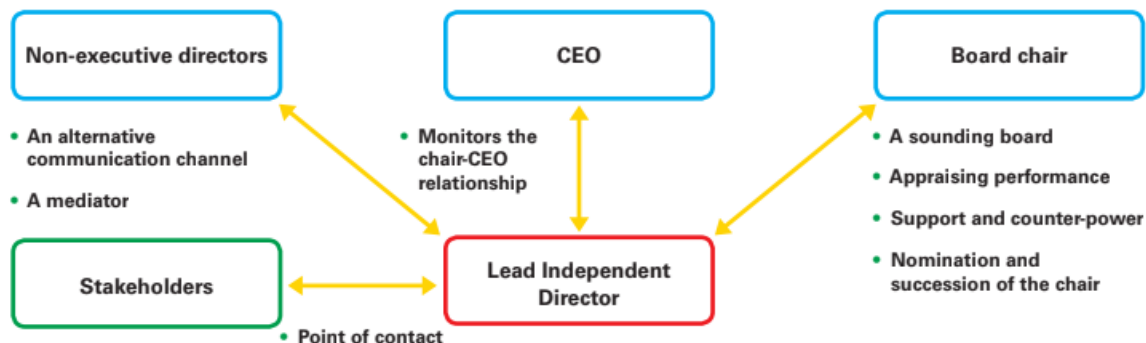 Non-executive directors
CEO
Board chair
• An alternative
communication channel
• A mediator
• Monitors the
chair-CEO
relationship
• A sounding board
• Appraising performance
• Support and counter-power
• Nomination and
succession of the chair
Stakeholders
Lead Independent
Director
• Point of contact